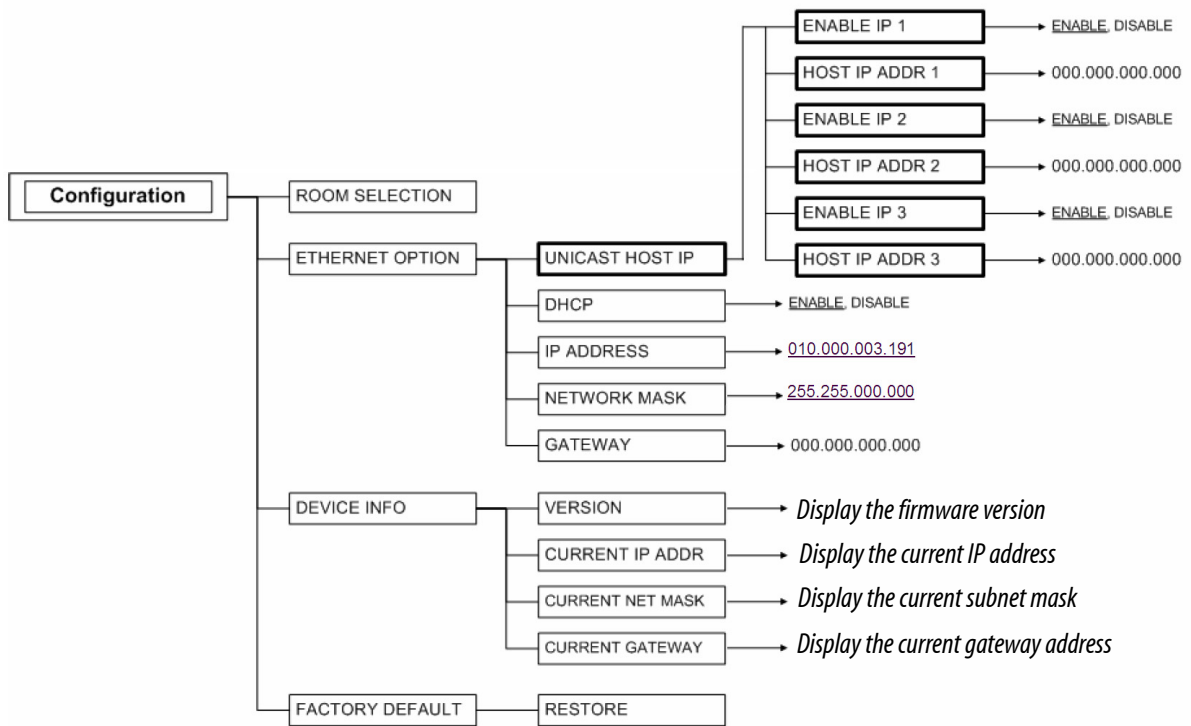 ENABLE IP 1
ENABLE, DISABLE
HOST IP ADDR 1
000.000.000.000
ENABLE IP 2
ENABLE, DISABLE
HOST IP ADDR 2
000.000.000.000
Configuration
ROOM SELECTION
ENABLE IP 3
ENABLE, DISABLE
ETHERNET OPTION
UNICAST HOST IP
HOST IP ADDR 3
000.000.000.000
DHCP
ENABLE, DISABLE
IP ADDRESS
010.000.003.191
NETWORK MASK
255.255.000.000
GATEWAY
000.000.000.000
DEVICE INFO
VERSION
Display the firmware version
CURRENT IP ADDR
Display the current IP address
CURRENT NET MASK
Display the current subnet mask
CURRENT GATEWAY
Display the current gateway address
FACTORY DEFAULT
RESTORE